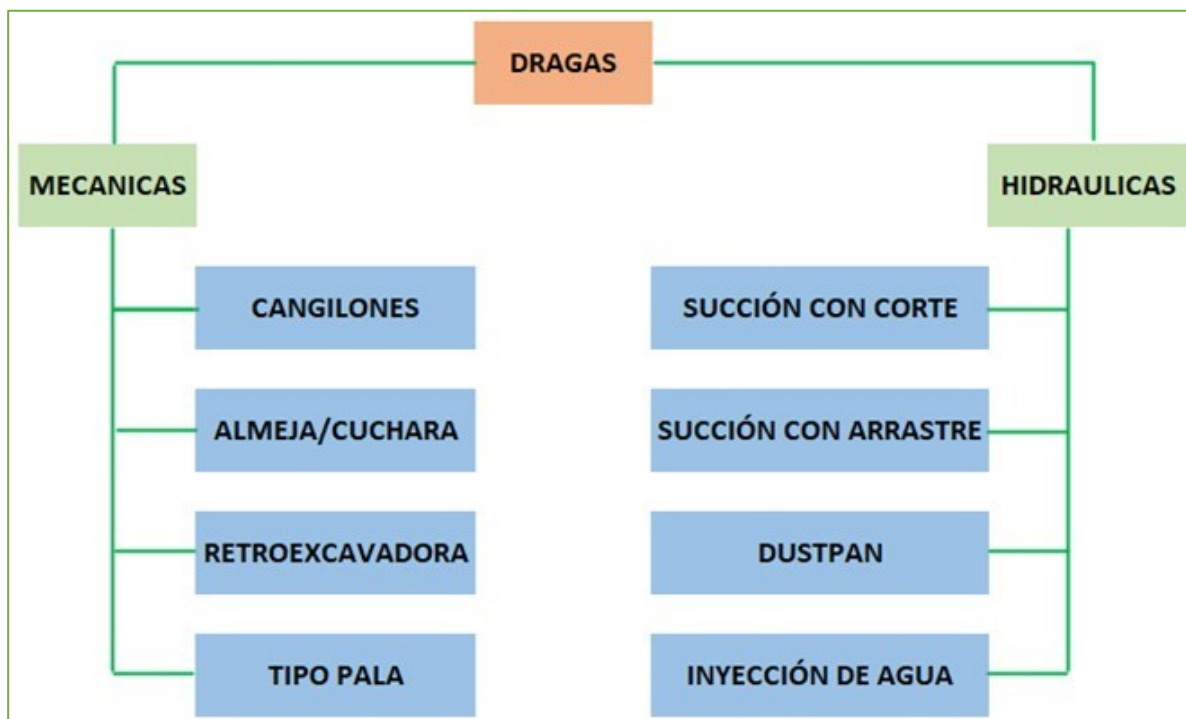 DRAGAS
MECANICAS
HIDRAULICAS
CANGILONES
SUCCIÓN CON CORTE
ALMEJA/CUCHARA
SUCCIÓN CON ARRASTRE
RETROEXCAVADORA
DUSTPAN
TIPO PALA
INYECCIÓN DE AGUA